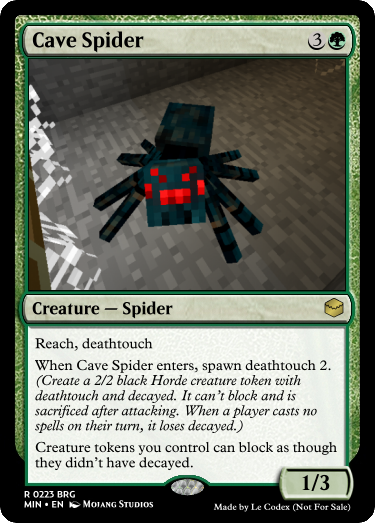 Cave Spider 3
Creature — Spider
Reach, deathtouch
When Cave Spider enters, spawn deathtouch 2.
(Create a 2/2 black Horde creature token with
deathtouch and decayed. It can't block and is
sacrificed after attacking. When a player casts no
spells on their turn, it loses decayed.)
Creature tokens you control can block as though
they didn't have decayed.
1/3
R 0223 BRG
MIN • EN Mojang Studios
Made by Le Codex (Not For Sale)